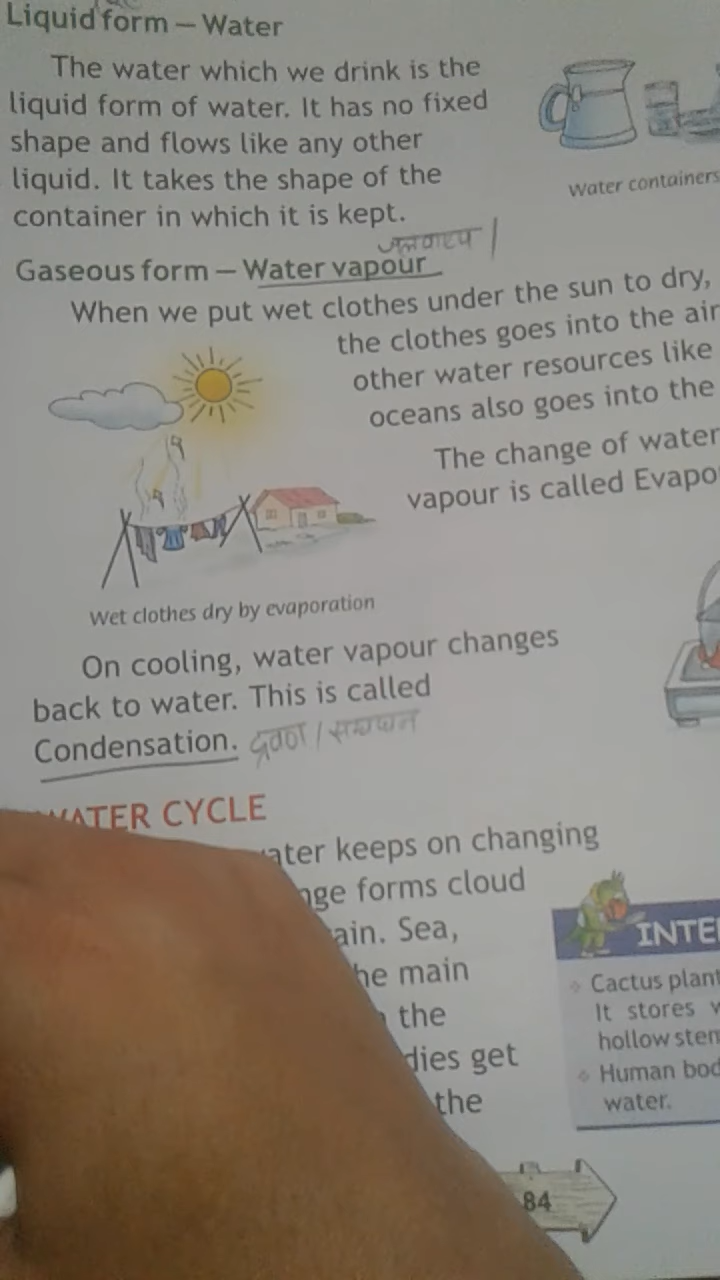 Liquid form — Water
The water which we drink is the
liquid form of water. It has no fixed
shape and flows like any other
liquid. It takes the shape of the
container in which it is kept.
Water containers
जलवाष्प
Gaseous form — Water vapour
When we put wet clothes under the sun to dry,
the clothes goes into the air
other water resources like
oceans also goes into the
The change of water
vapour is called Evapo
Wet clothes dry by evaporation
On cooling, water vapour changes
back to water. This is called
Condensation.
WATER CYCLE
ater keeps on changing
nge forms cloud
ain. Sea,
he main
the
dies get
the
INTE
Cactus plant
It stores
hollow stem
Human bod
water.
84